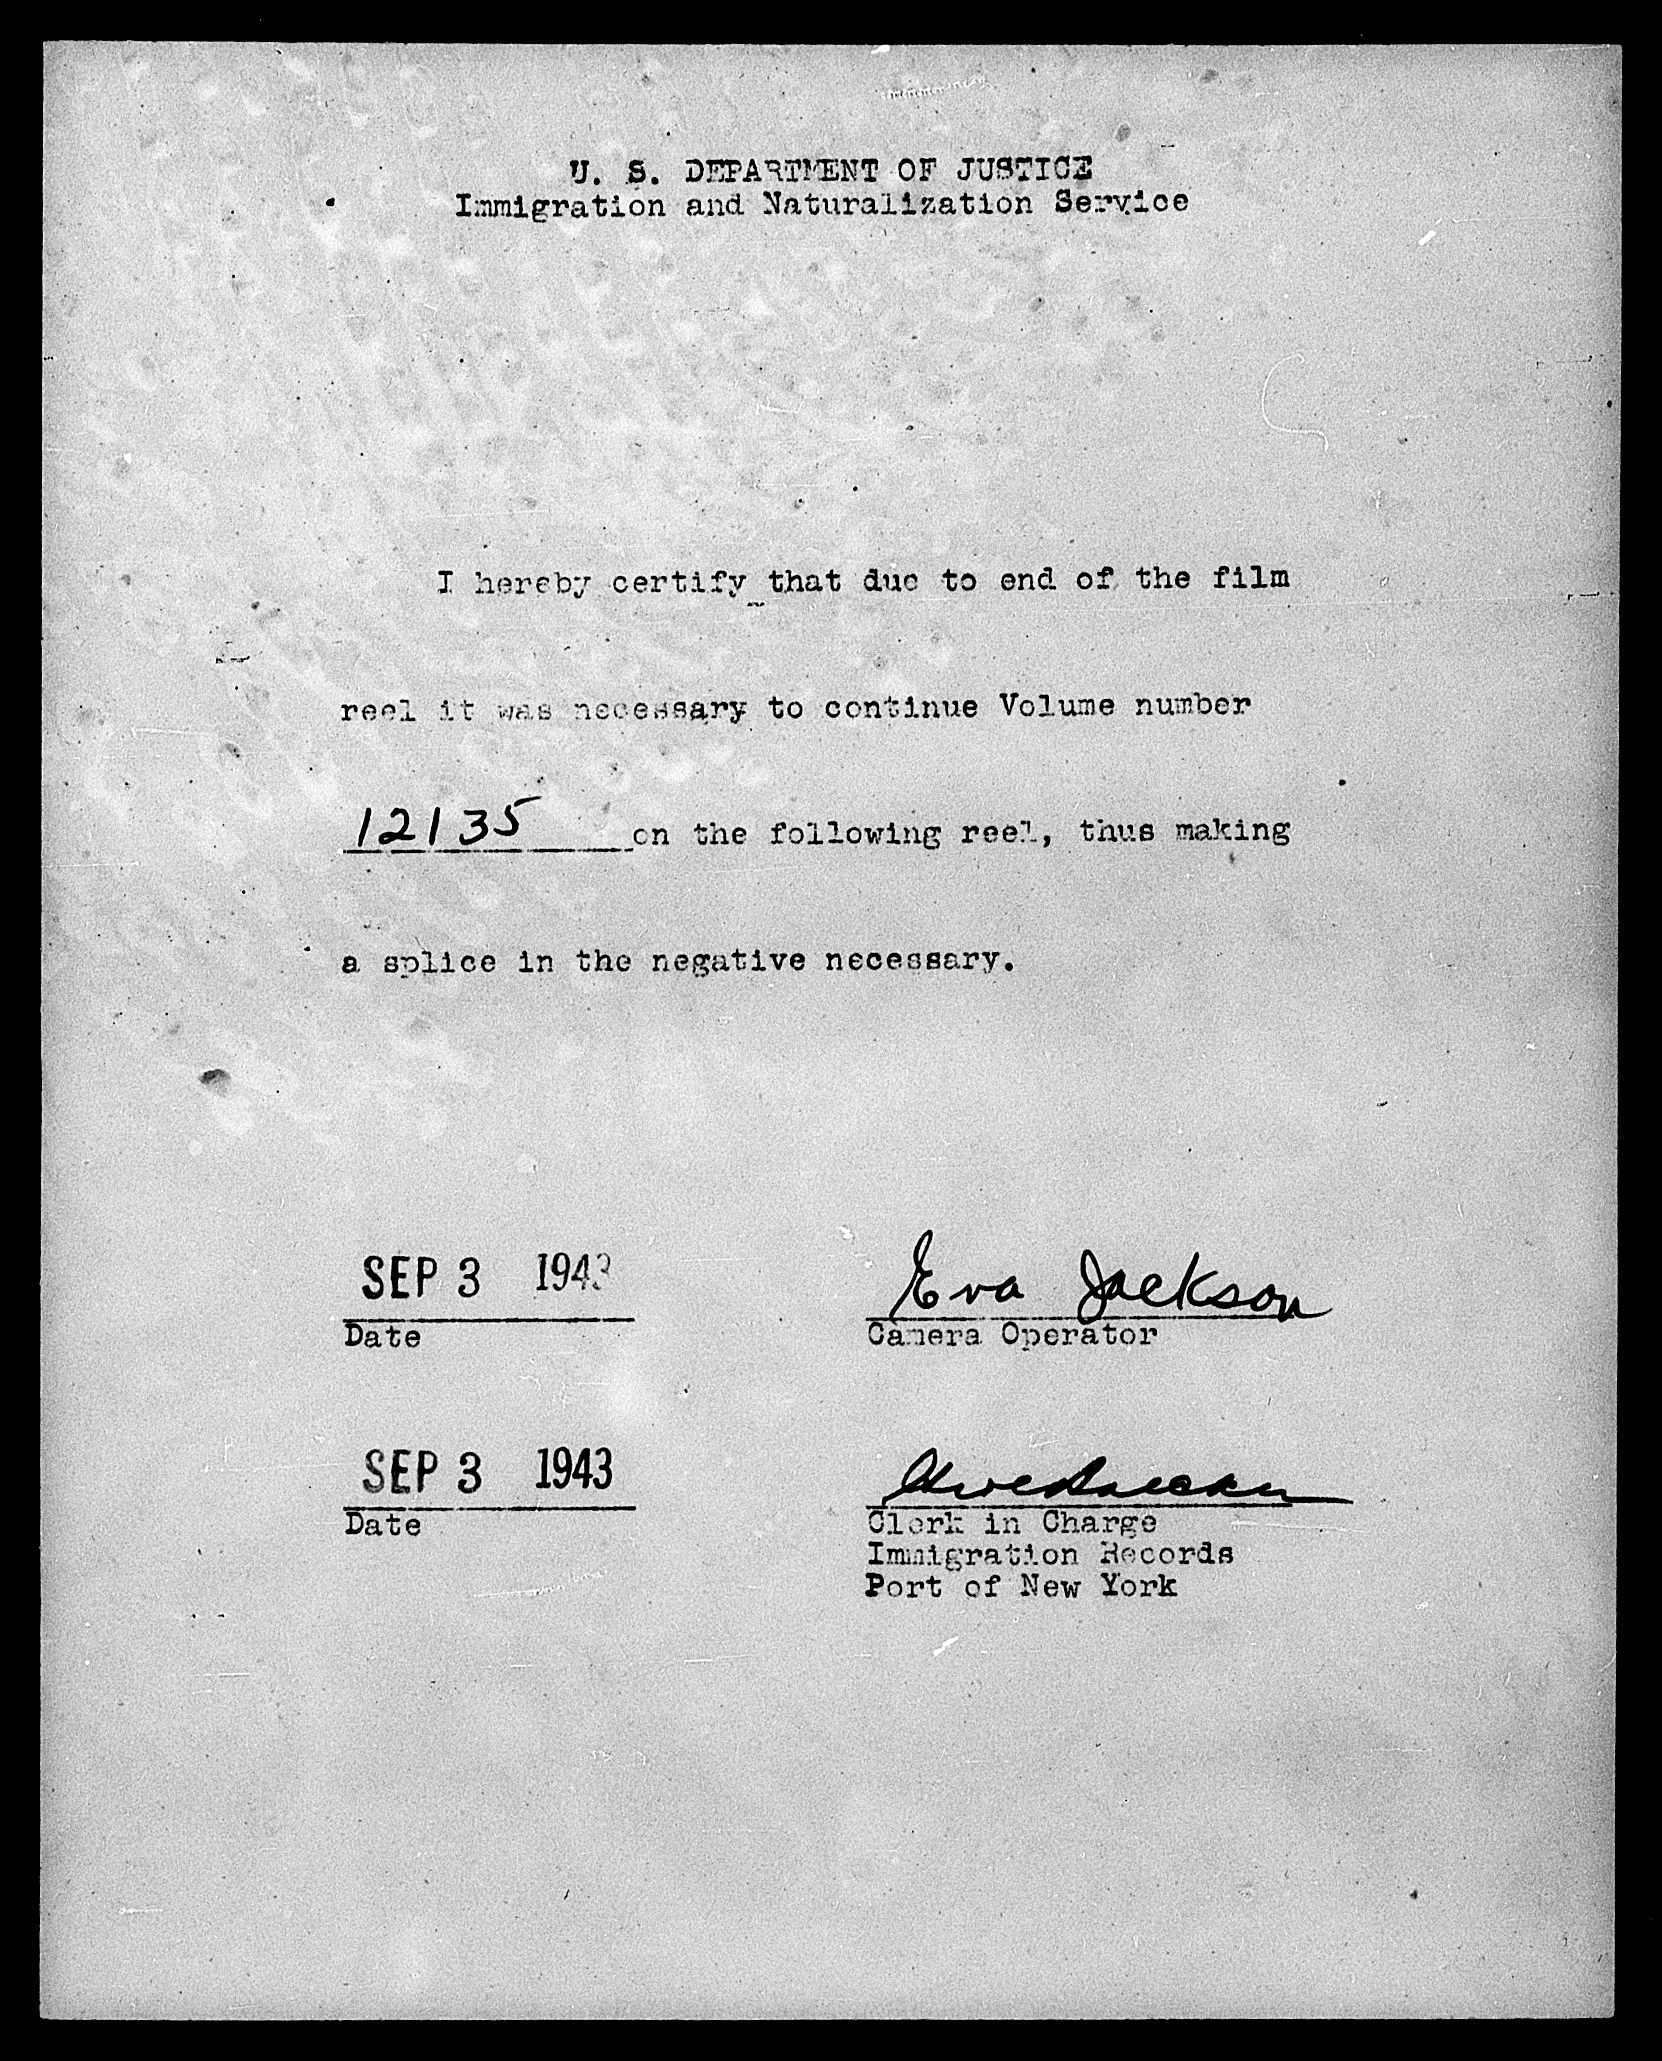 U. S. DEPARTMENT OF JUSTICE
Immigration and Naturalization Service
I hereby certify that due to end of the film
reel it was necessary to continue Volume number
12135 on the following reel, thus making
a splice in the negative necessary.
SEP 3 1943 Eva Jackson
Date Camera Operator
SEP 3 1943
Date Clerk in Charge
Immigration Records
Port of New York